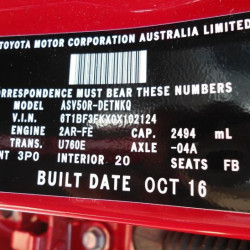 TOYOTA MOTOR CORPORATION AUSTRALIA LIMITED
CORRESPONDENCE MUST BEAR THESE NUMBERS
MODEL ASV50R-DETNKQ
V.I.N. 6T1BF3FKX0X102124
ENGINE 2AR-FE CAP. 2494 mL
TRANS. U760E AXLE -04A
NT 3P0 INTERIOR 20 SEATS FB
BUILT DATE OCT 16